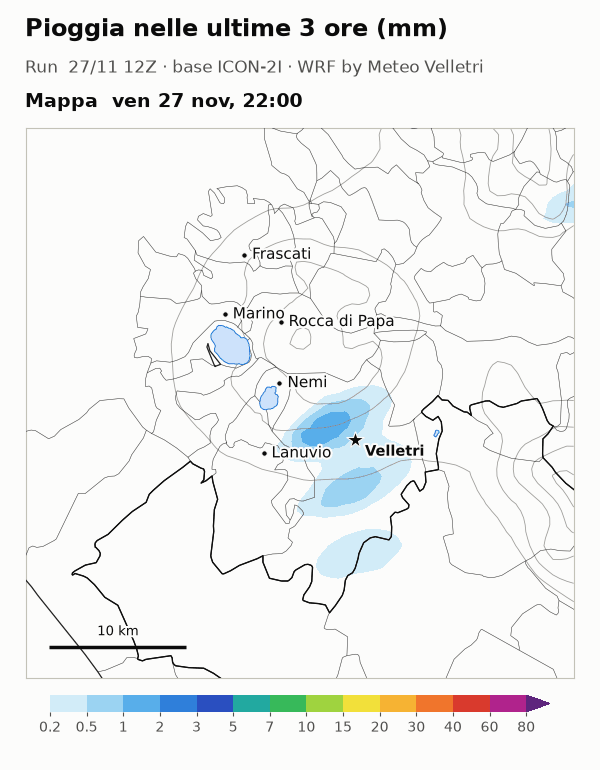 Pioggia nelle ultime 3 ore (mm)
Run  27/11 12Z · base ICON-2I · WRF by Meteo Velletri
Mappa  ven 27 nov, 22:00
Frascati
Marino
Rocca di Papa
Nemi
Velletri
Lanuvio
10 km
0.2 0.5 1 2 3 5 7 10 15 20 30 40 60 80